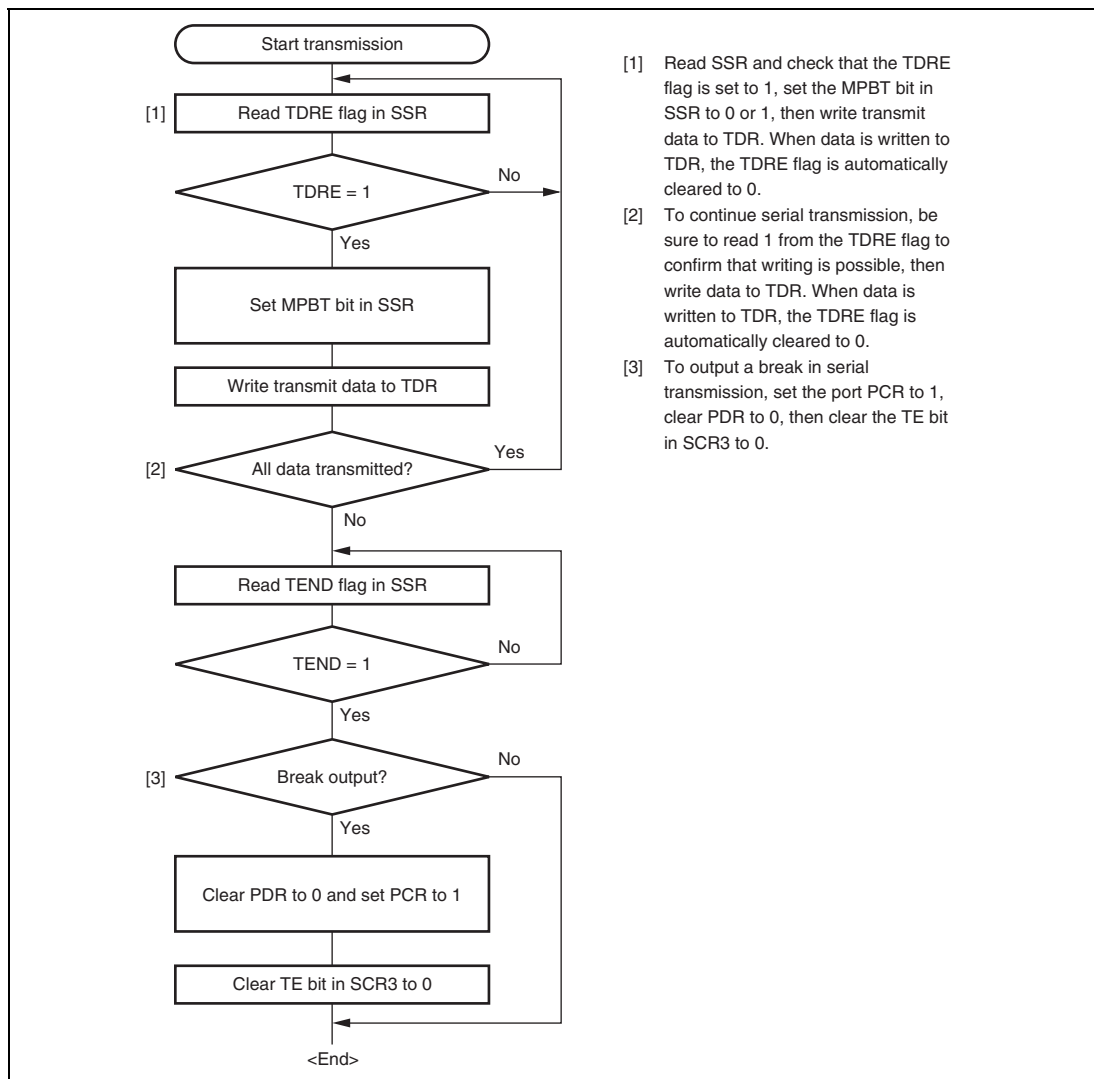 Start transmission
[1] Read TDRE flag in SSR
TDRE = 1
No
Yes
Set MPBT bit in SSR
Write transmit data to TDR
[2] All data transmitted?
Yes
No
Read TEND flag in SSR
TEND = 1
No
Yes
[3] Break output?
No
Yes
Clear PDR to 0 and set PCR to 1
Clear TE bit in SCR3 to 0
<End>
[1] Read SSR and check that the TDRE
flag is set to 1, set the MPBT bit in
SSR to 0 or 1, then write transmit
data to TDR. When data is written to
TDR, the TDRE flag is automatically
cleared to 0.
[2] To continue serial transmission, be
sure to read 1 from the TDRE flag to
confirm that writing is possible, then
write data to TDR. When data is
written to TDR, the TDRE flag is
automatically cleared to 0.
[3] To output a break in serial
transmission, set the port PCR to 1,
clear PDR to 0, then clear the TE bit
in SCR3 to 0.